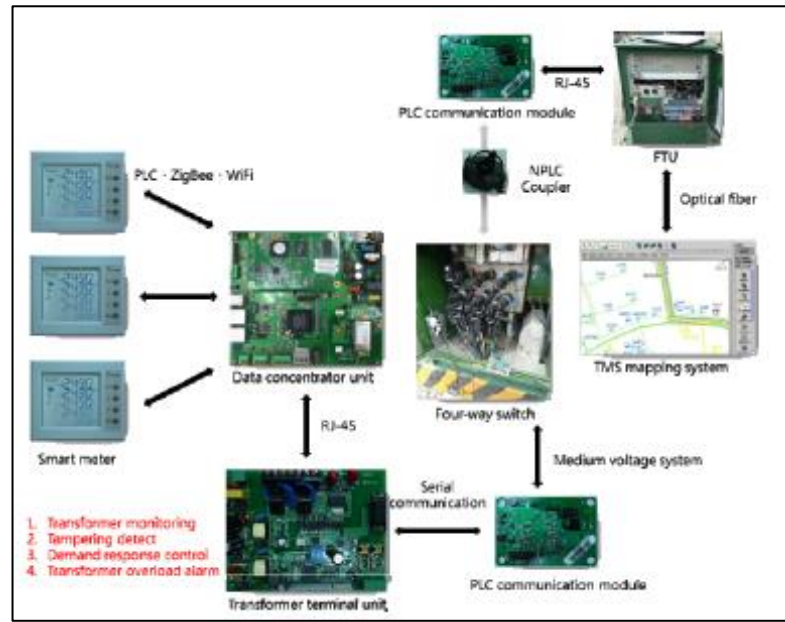 PLC communication module
RJ-45
FTU
PLC · ZigBee · WiFi
NPLC
Coupler
Optical fiber
Data concentrator unit
Four-way switch
TMS mapping system
RJ-45
Smart meter
Medium voltage system
Serial
communication
1. Transformer monitoring
2. Tampering detect
3. Demand response control
4. Transformer overload alarm
Transformer terminal unit
PLC communication module